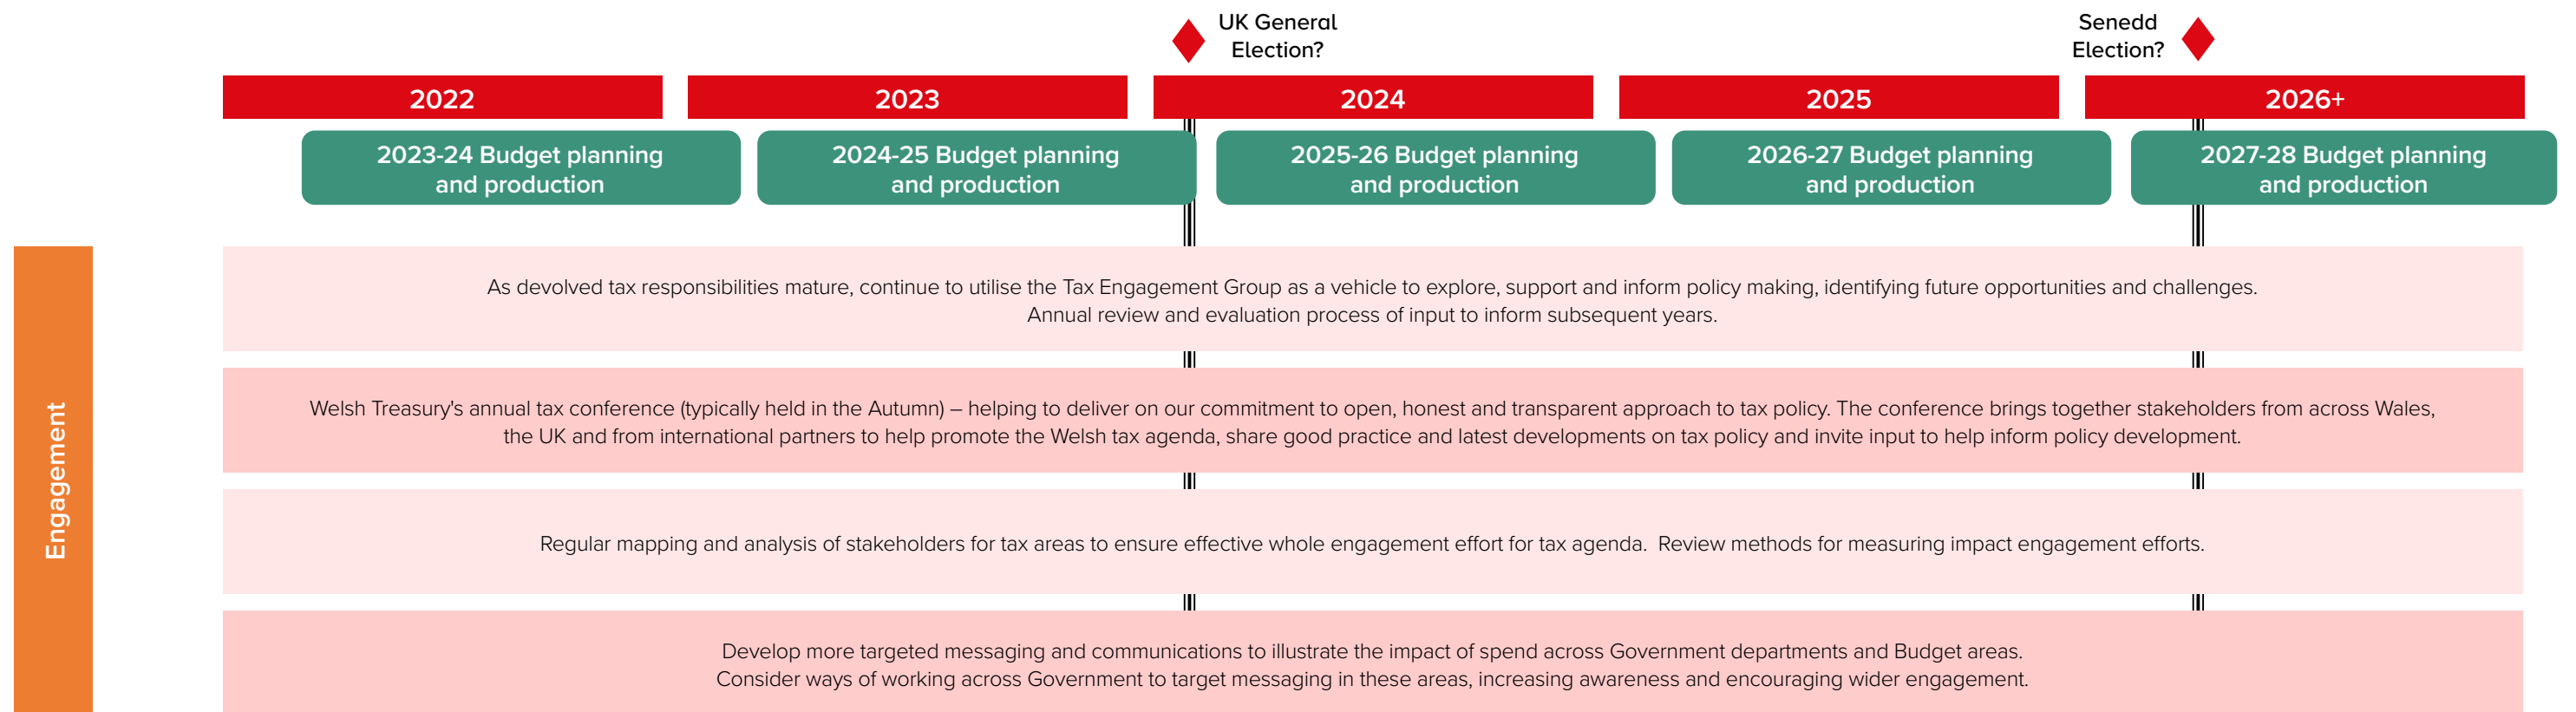 UK General
Election?
Senedd
Election?
2022
2023
2024
2025
2026+
2023-24 Budget planning
and production
2024-25 Budget planning
and production
2025-26 Budget planning
and production
2026-27 Budget planning
and production
2027-28 Budget planning
and production
Engagement
As devolved tax responsibilities mature, continue to utilise the Tax Engagement Group as a vehicle to explore, support and inform policy making, identifying future opportunities and challenges.
Annual review and evaluation process of input to inform subsequent years.
Welsh Treasury's annual tax conference (typically held in the Autumn) – helping to deliver on our commitment to open, honest and transparent approach to tax policy. The conference brings together stakeholders from across Wales,
the UK and from international partners to help promote the Welsh tax agenda, share good practice and latest developments on tax policy and invite input to help inform policy development.
Regular mapping and analysis of stakeholders for tax areas to ensure effective whole engagement effort for tax agenda.  Review methods for measuring impact engagement efforts.
Develop more targeted messaging and communications to illustrate the impact of spend across Government departments and Budget areas.
Consider ways of working across Government to target messaging in these areas, increasing awareness and encouraging wider engagement.